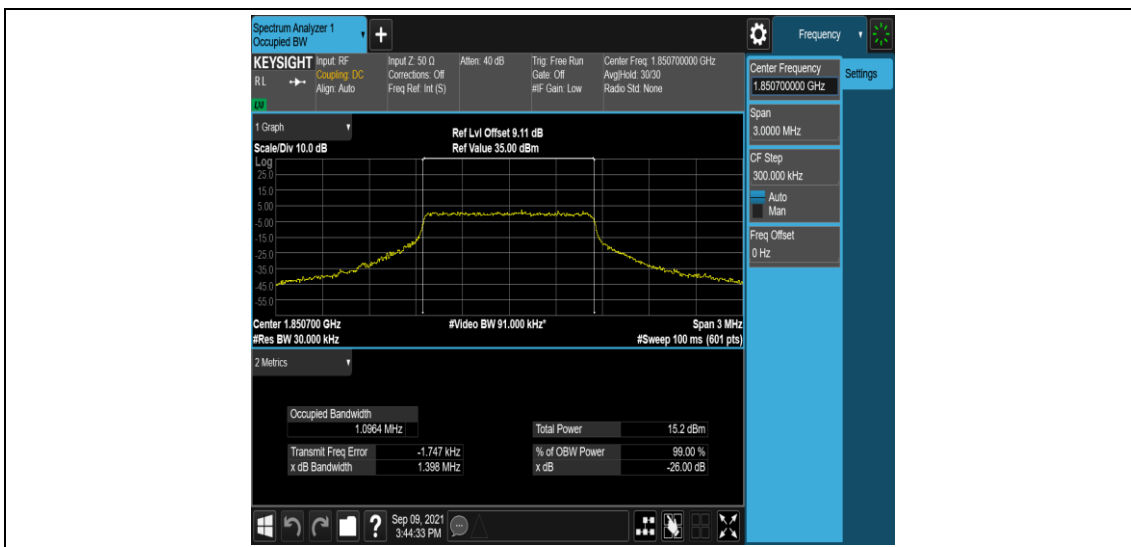 Spectrum Analyzer 1
Occupied BW
+
Frequency
KEYSIGHT
RL
LXI
Input: RF
Coupling: DC
Align: Auto
Input Z: 50 Ω
Corrections: Off
Freq Ref: Int (S)
Atten: 40 dB
Trig: Free Run
Gate: Off
#IF Gain: Low
Center Freq: 1.850700000 GHz
Avg|Hold: 30/30
Radio Std: None
Center Frequency
1.850700000 GHz
Settings
Span
3.0000 MHz
CF Step
300.000 kHz
Auto
Man
Freq Offset
0 Hz
1 Graph
Scale/Div 10.0 dB
Ref Lvl Offset 9.11 dB
Ref Value 35.00 dBm
Log
25.0
15.0
5.00
-5.00
-15.0
-25.0
-35.0
-45.0
-55.0
Center 1.850700 GHz
#Video BW 91.000 kHz*
Span 3 MHz
#Res BW 30.000 kHz
#Sweep 100 ms (601 pts)
2 Metrics
Occupied Bandwidth
1.0964 MHz
Total Power 15.2 dBm
Transmit Freq Error -1.747 kHz
% of OBW Power 99.00 %
x dB Bandwidth 1.398 MHz
x dB -26.00 dB
?
Sep 09, 2021
3:44:33 PM